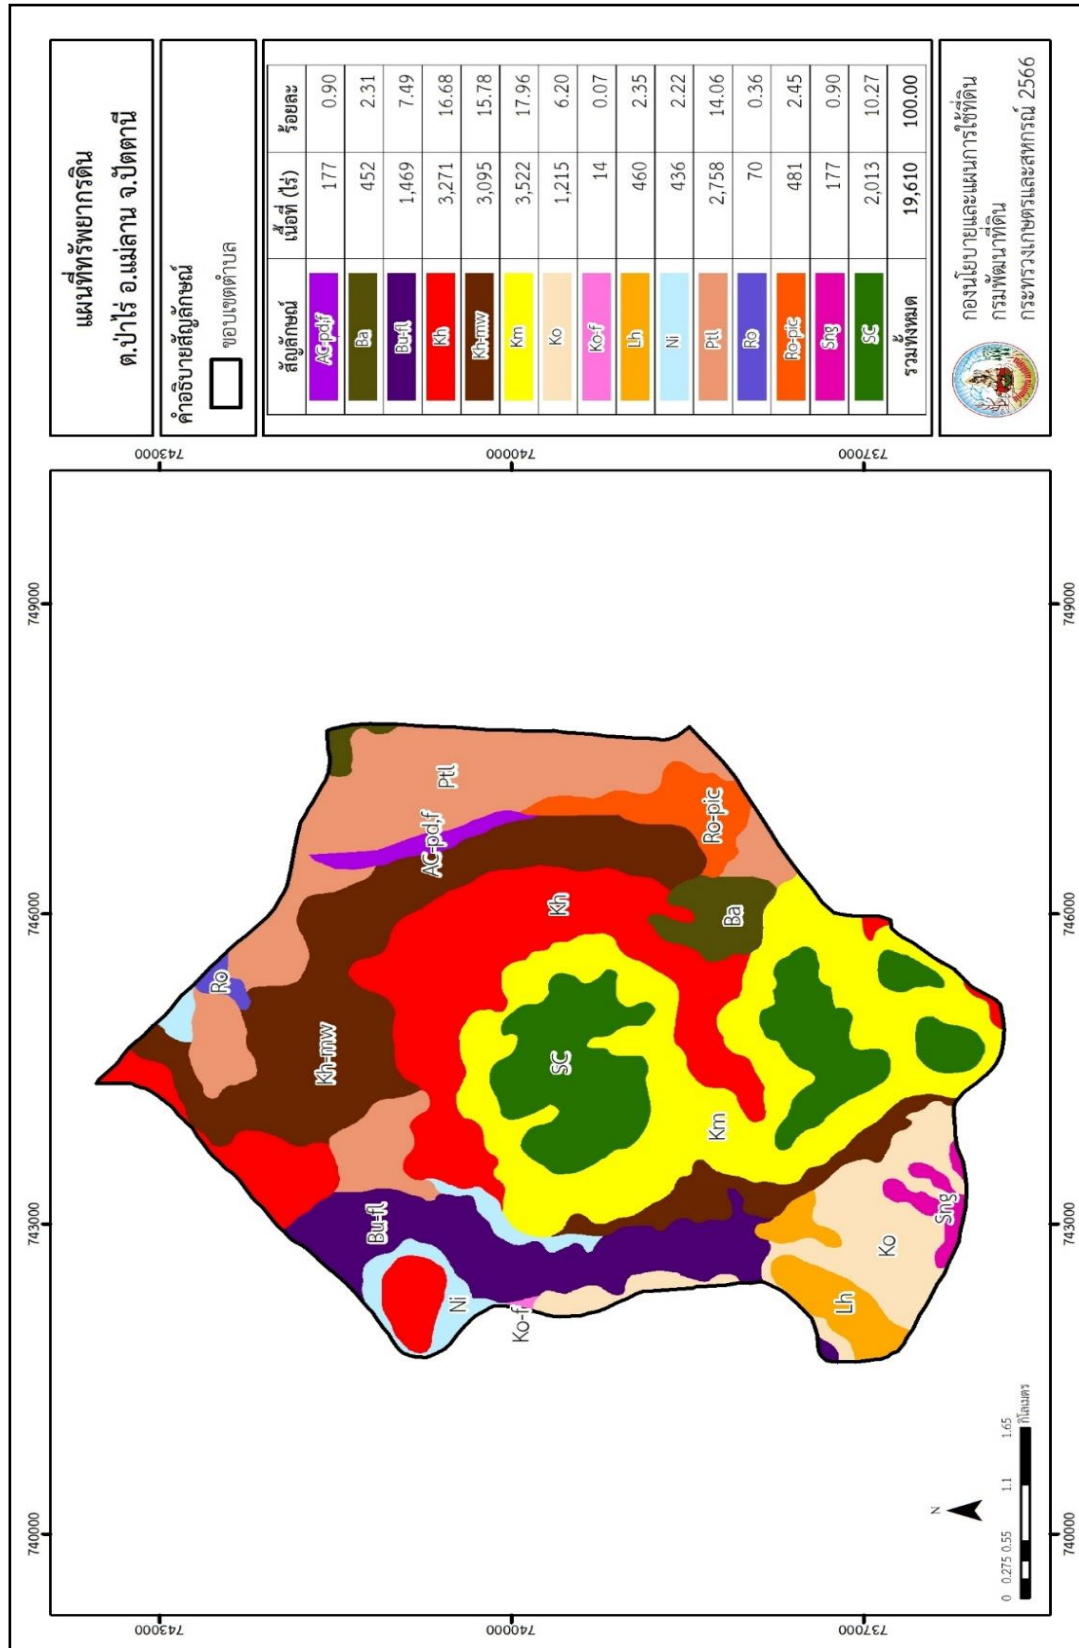 แผนที่ทรัพยากรดิน
ต.ป่าไร่ อ.แม่ลาน จ.ปัตตานี
คำอธิบายสัญลักษณ์
ขอบเขตตำบล
สัญลักษณ์ เนื้อที่ (ไร่) ร้อยละ
AC-pd,f 177 0.90
Ba 452 2.31
Bu-fl 1,469 7.49
Kh 3,271 16.68
Kh-mw 3,095 15.78
Km 3,522 17.96
Ko 1,215 6.20
Ko-f 14 0.07
Lh 460 2.35
Ni 436 2.22
Ptl 2,758 14.06
Ro 70 0.36
Ro-pic 481 2.45
Sng 177 0.90
SC 2,013 10.27
รวมทั้งหมด 19,610 100.00
กองนโยบายและแผนการใช้ที่ดิน
กรมพัฒนาที่ดิน
กระทรวงเกษตรและสหกรณ์ 2566
740000
743000
746000
749000
743000
740000
737000
743000
740000
737000
740000
743000
746000
749000
Ro
Kh-mw
Ptl
AC-pd,f
Bu-fl
Kh
Ni
SC
Ko-f
Ro-pic
Ba
Km
Lh
Ko
Sng
N
0 0.275 0.55 1.1 1.65
กิโลเมตร